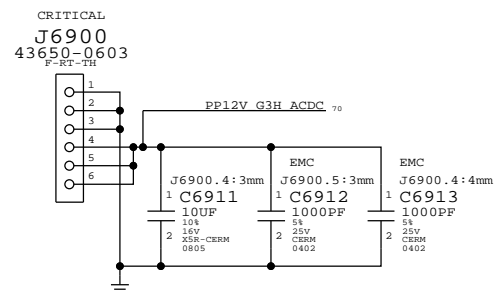 CRITICAL
J6900
43650-0603
F-RT-TH
1
2
3
4
5
6
PP12V_G3H_ACDC 70
J6900.4:3mm
1 C6911
10UF
10%
16V
2 X5R-CERM
0805
EMC
J6900.5:3mm
1 C6912
1000PF
5%
25V
2 CERM
0402
EMC
J6900.4:4mm
1 C6913
1000PF
5%
25V
2 CERM
0402